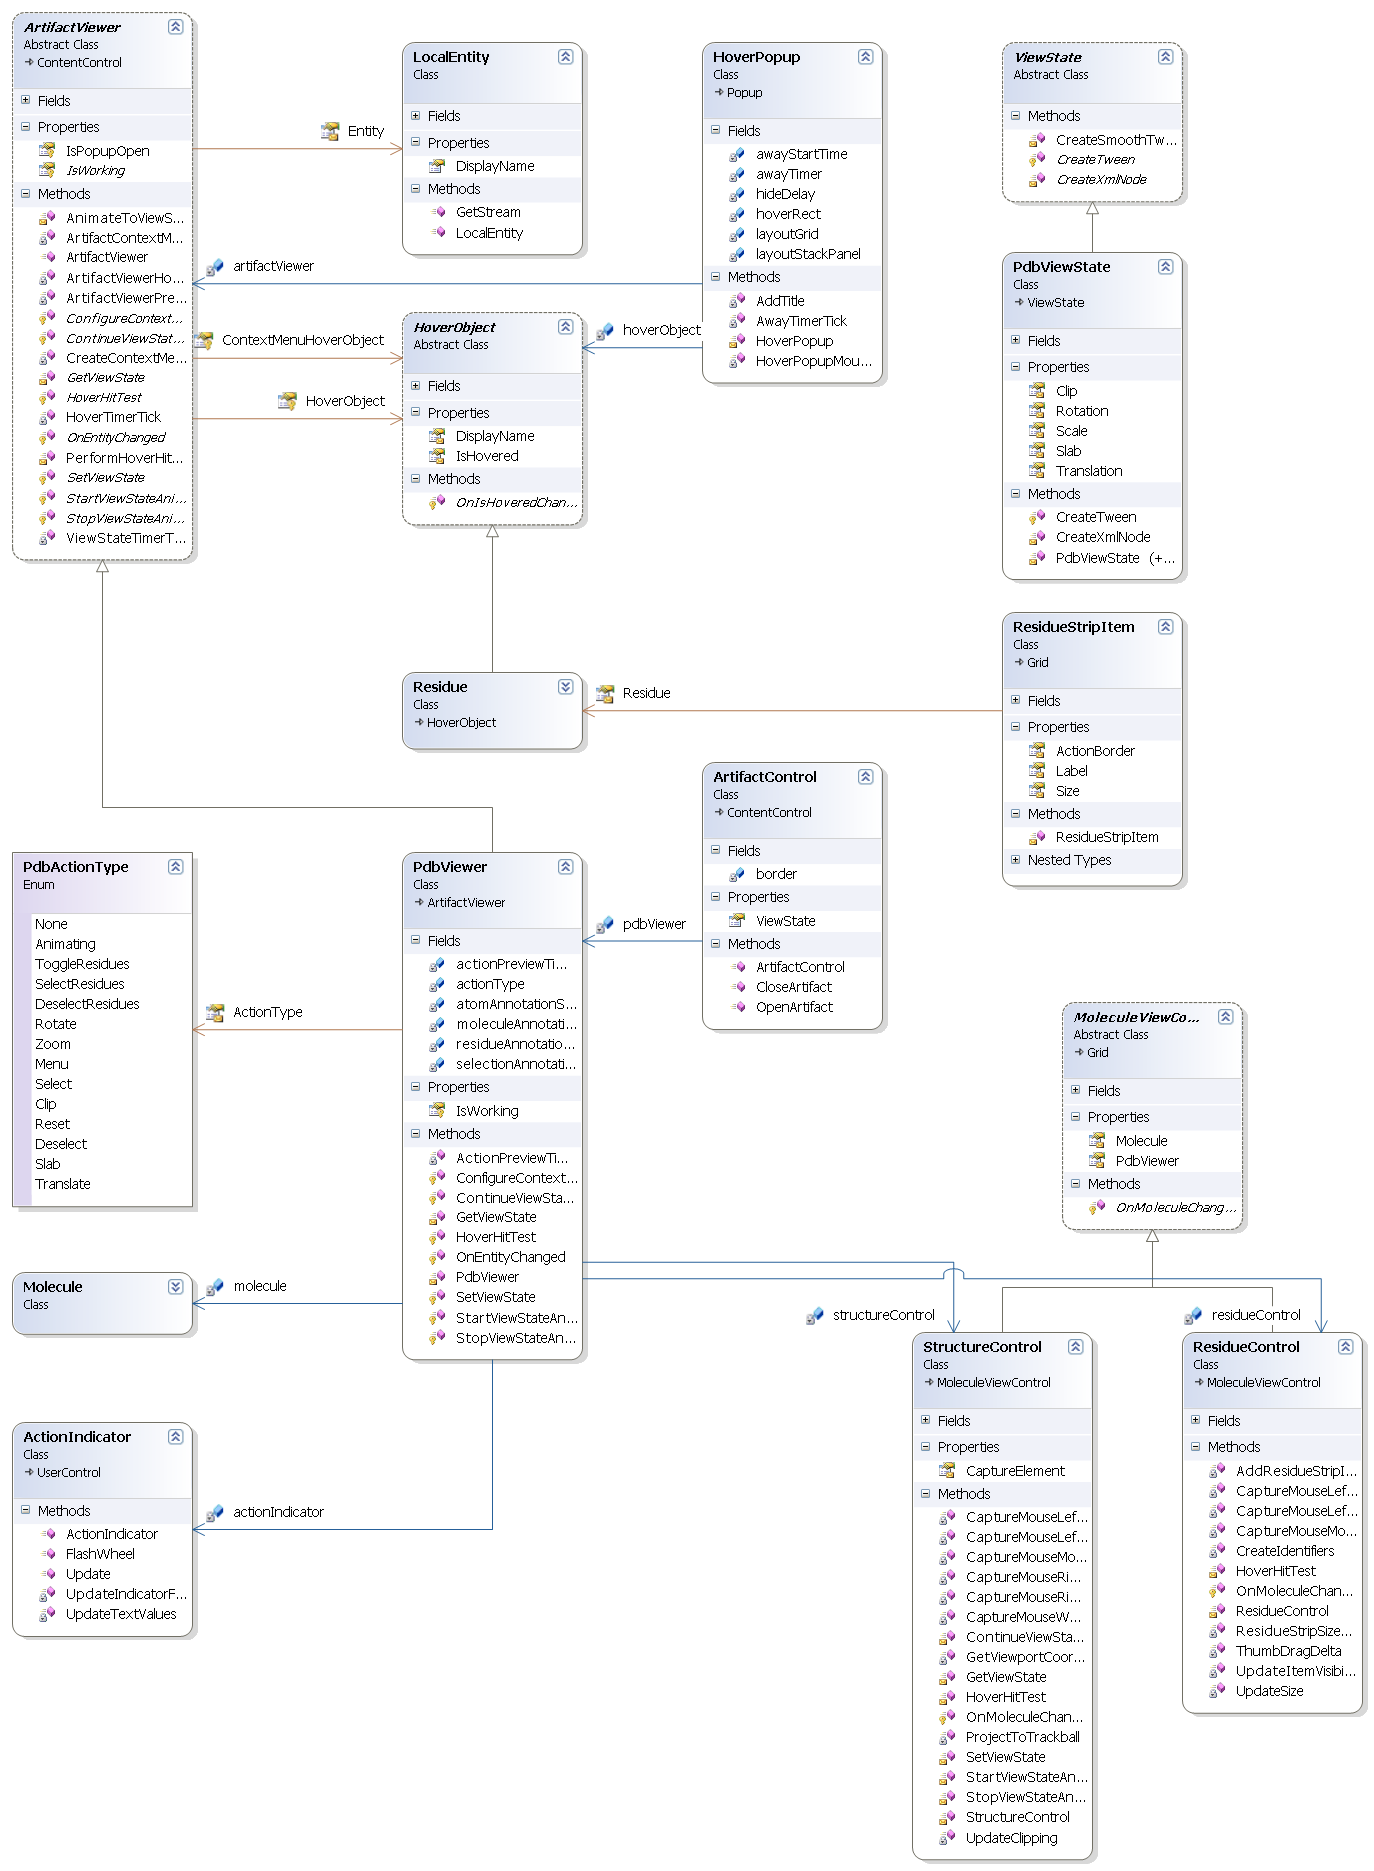 ArtifactViewer
Abstract Class
ContentControl
Fields
Properties
IsPopupOpen
IsWorking
Methods
AnimateToViewS...
ArtifactContextM...
ArtifactViewer
ArtifactViewerHo...
ArtifactViewerPre...
ConfigureContext...
ContinueViewStat...
CreateContextMe...
GetViewState
HoverHitTest
HoverTimerTick
OnEntityChanged
PerformHoverHit...
SetViewState
StartViewStateAni...
StopViewStateAni...
ViewStateTimerT...
Entity
LocalEntity
Class
Fields
Properties
DisplayName
Methods
GetStream
LocalEntity
artifactViewer
HoverPopup
Class
Popup
Fields
awayStartTime
awayTimer
hideDelay
hoverRect
layoutGrid
layoutStackPanel
Methods
AddTitle
AwayTimerTick
HoverPopup
HoverPopupMou...
ViewState
Abstract Class
Methods
CreateSmoothTw...
CreateTween
CreateXmlNode
ContextMenuHoverObject
HoverObject
hoverObject
HoverObject
Abstract Class
Fields
Properties
DisplayName
IsHovered
Methods
OnIsHoveredChan...
PdbViewState
Class
ViewState
Fields
Properties
Clip
Rotation
Scale
Slab
Translation
Methods
CreateTween
CreateXmlNode
PdbViewState (+...
Residue
Class
HoverObject
Residue
ResidueStripItem
Class
Grid
Fields
Properties
ActionBorder
Label
Size
Methods
ResidueStripItem
Nested Types
ArtifactControl
Class
ContentControl
Fields
border
Properties
ViewState
Methods
ArtifactControl
CloseArtifact
OpenArtifact
pdbViewer
PdbActionType
Enum
None
Animating
ToggleResidues
SelectResidues
DeselectResidues
Rotate
Zoom
Menu
Select
Clip
Reset
Deselect
Slab
Translate
ActionType
PdbViewer
Class
ArtifactViewer
Fields
actionPreviewTi...
actionType
atomAnnotationS...
moleculeAnnotati...
residueAnnotatio...
selectionAnnotati...
Properties
IsWorking
Methods
ActionPreviewTi...
ConfigureContext...
ContinueViewSta...
GetViewState
HoverHitTest
OnEntityChanged
PdbViewer
SetViewState
StartViewStateAn...
StopViewStateAn...
MoleculeViewCo...
Abstract Class
Grid
Fields
Properties
Molecule
PdbViewer
Methods
OnMoleculeChang...
Molecule
Class
molecule
structureControl
residueControl
ActionIndicator
Class
UserControl
Methods
ActionIndicator
FlashWheel
Update
UpdateIndicatorF...
UpdateTextValues
actionIndicator
StructureControl
Class
MoleculeViewControl
Fields
Properties
CaptureElement
Methods
CaptureMouseLef...
CaptureMouseLef...
CaptureMouseMo...
CaptureMouseRi...
CaptureMouseRi...
CaptureMouseW...
ContinueViewSta...
GetViewportCoor...
GetViewState
HoverHitTest
OnMoleculeChan...
ProjectToTrackball
SetViewState
StartViewStateAn...
StopViewStateAn...
StructureControl
UpdateClipping
ResidueControl
Class
MoleculeViewControl
Fields
Methods
AddResidueStripI...
CaptureMouseLef...
CaptureMouseLef...
CaptureMouseMo...
CreateIdentifiers
HoverHitTest
OnMoleculeChan...
ResidueControl
ResidueStripSize...
ThumbDragDelta
UpdateItemVisibi...
UpdateSize